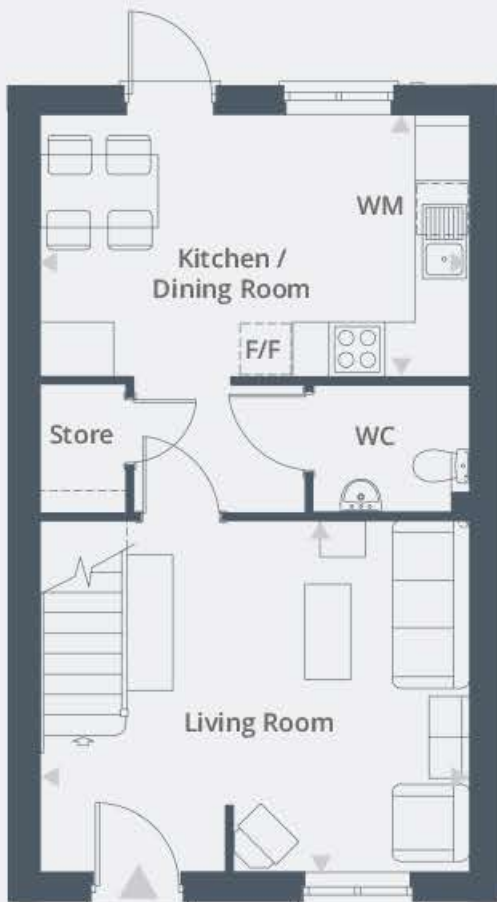 WM
Kitchen /
Dining Room
F/F
Store
WC
Living Room